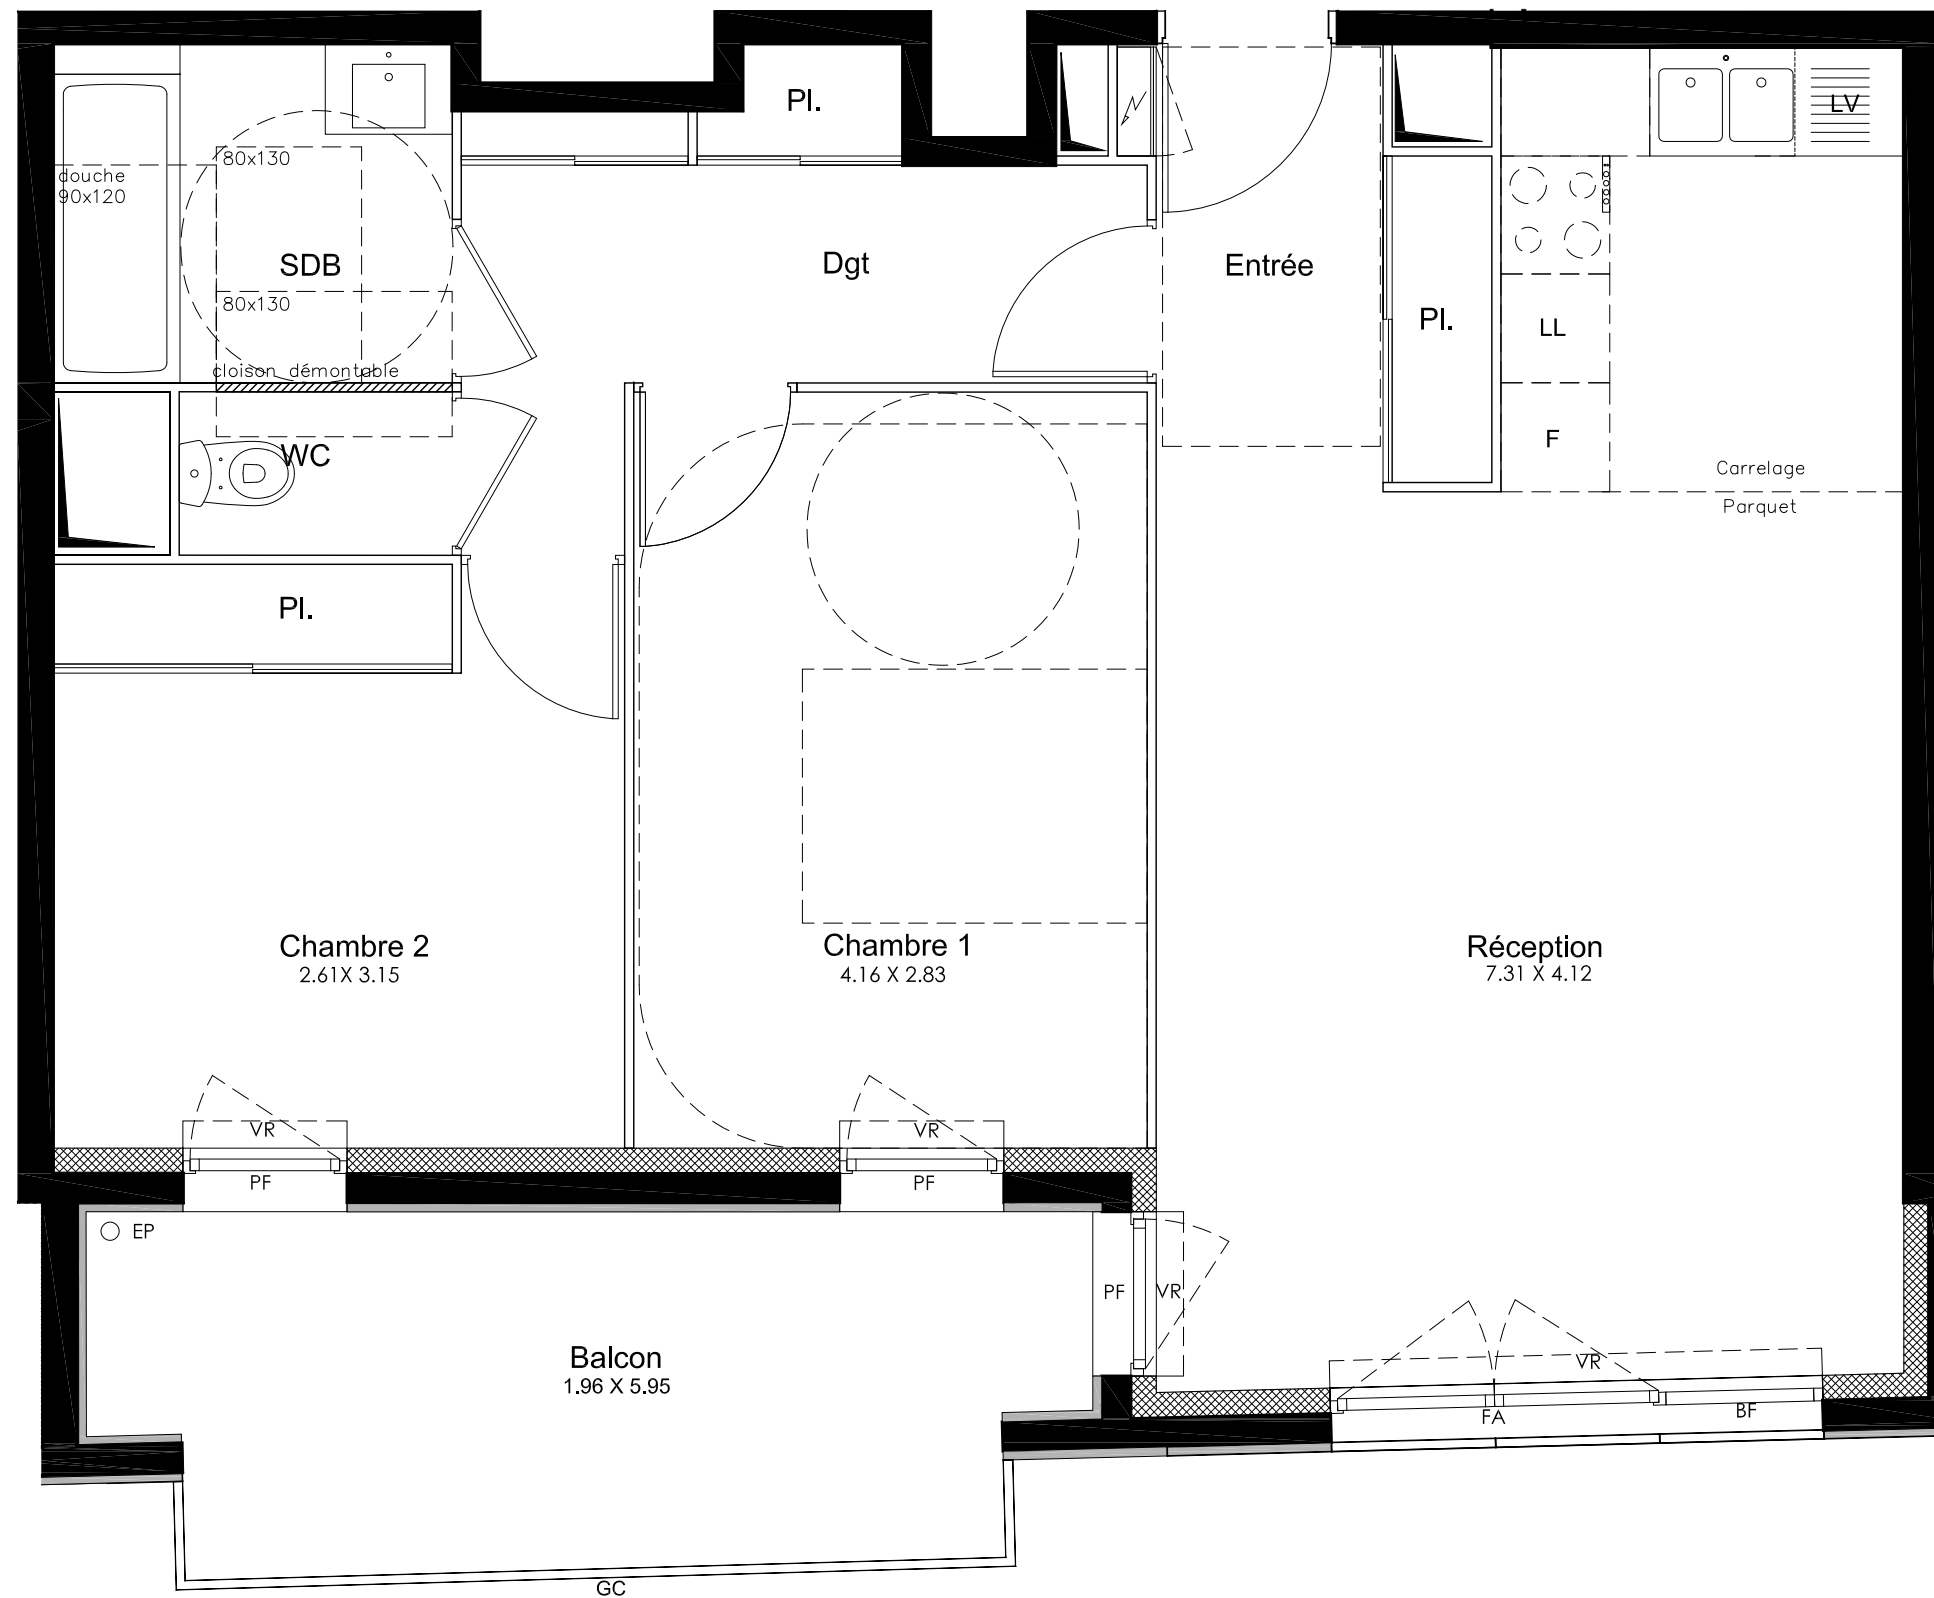 Pl.
LV
80x130
douche
90x120
SDB
Dgt
Entrée
80x130
Pl.
LL
cloison démontable
F
WC
Carrelage
Parquet
Pl.
Chambre 2
2.61X 3.15
Chambre 1
4.16 X 2.83
Réception
7.31 X 4.12
VR
VR
PF
PF
EP
PF
VR
Balcon
1.96 X 5.95
VR
FA
BF
GC